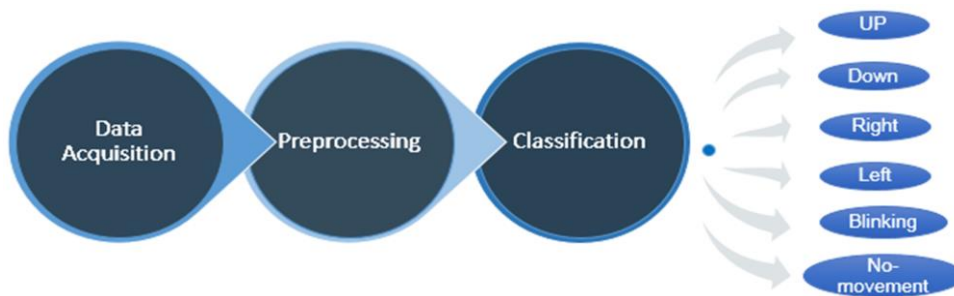 Data
Acquisition
Preprocessing
Classification
UP
Down
Right
Left
Blinking
No-
movement